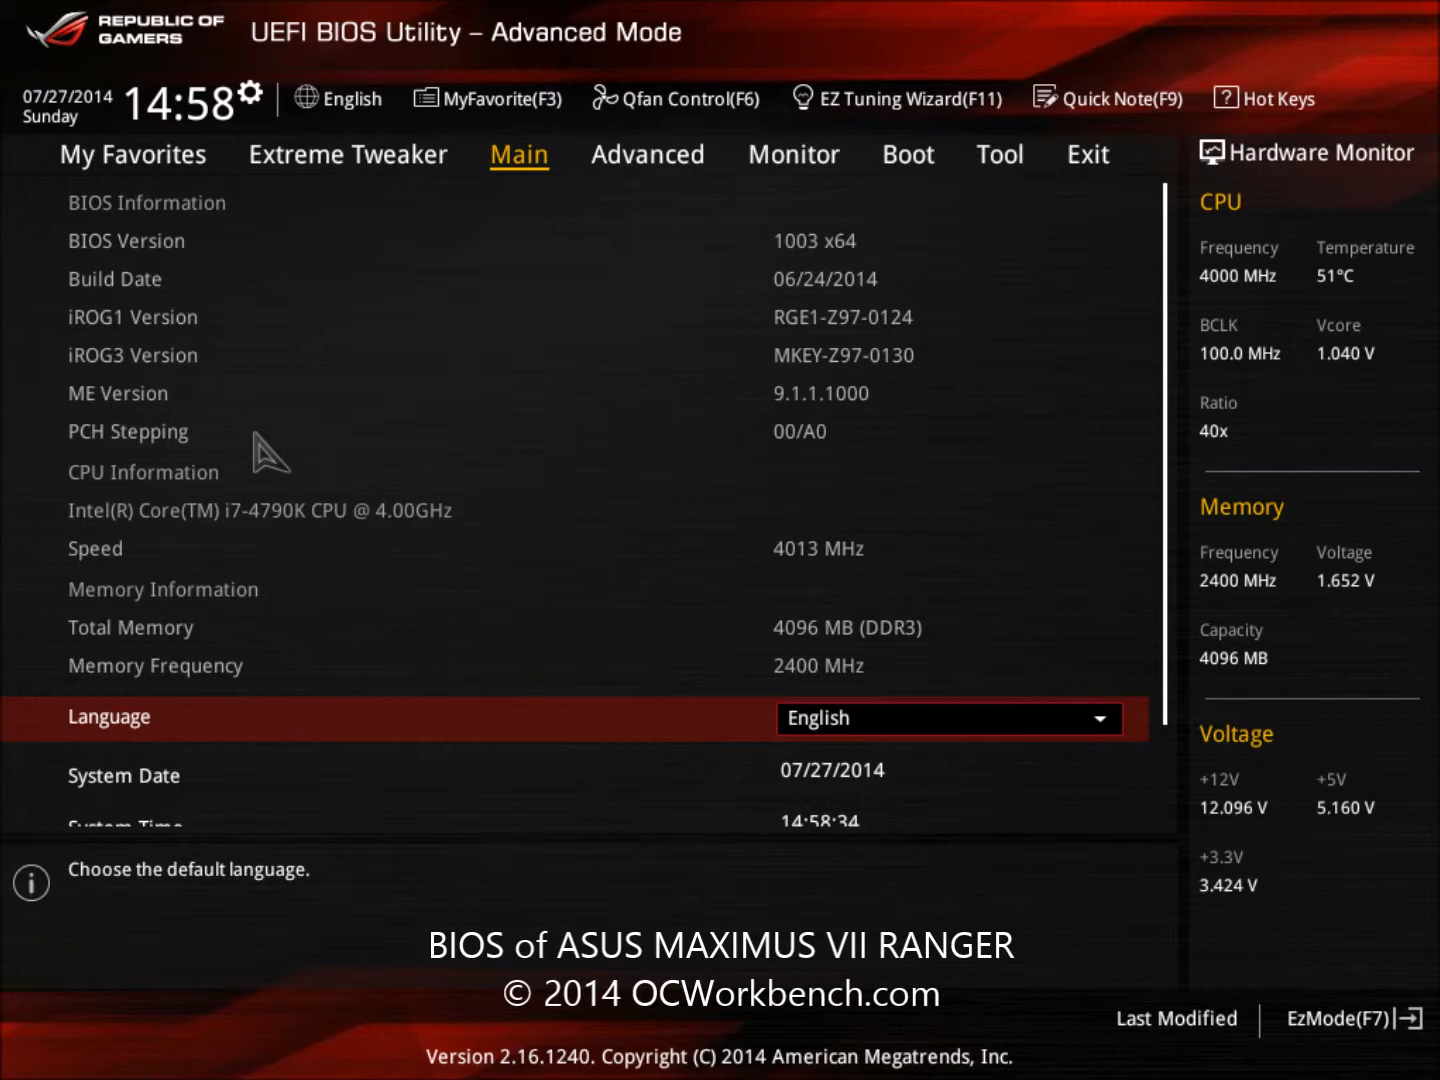 REPUBLIC OF
GAMERS
UEFI BIOS Utility – Advanced Mode
07/27/2014
Sunday
14:58
English
MyFavorite(F3)
Qfan Control(F6)
EZ Tuning Wizard(F11)
Quick Note(F9)
? Hot Keys
My Favorites
Extreme Tweaker
Main
Advanced
Monitor
Boot
Tool
Exit
BIOS Information
BIOS Version 1003 x64
Build Date 06/24/2014
iROG1 Version RGE1-Z97-0124
iROG3 Version MKEY-Z97-0130
ME Version 9.1.1.1000
PCH Stepping 00/A0
CPU Information
Intel(R) Core(TM) i7-4790K CPU @ 4.00GHz
Speed 4013 MHz
Memory Information
Total Memory 4096 MB (DDR3)
Memory Frequency 2400 MHz
Language English
System Date 07/27/2014
System Time 14:58:34
Choose the default language.
Hardware Monitor
CPU
Frequency Temperature
4000 MHz 51°C
BCLK Vcore
100.0 MHz 1.040 V
Ratio
40x
Memory
Frequency Voltage
2400 MHz 1.652 V
Capacity
4096 MB
Voltage
+12V +5V
12.096 V 5.160 V
+3.3V
3.424 V
BIOS of ASUS MAXIMUS VII RANGER
© 2014 OCWorkbench.com
Last Modified
EzMode(F7)
Version 2.16.1240. Copyright (C) 2014 American Megatrends, Inc.